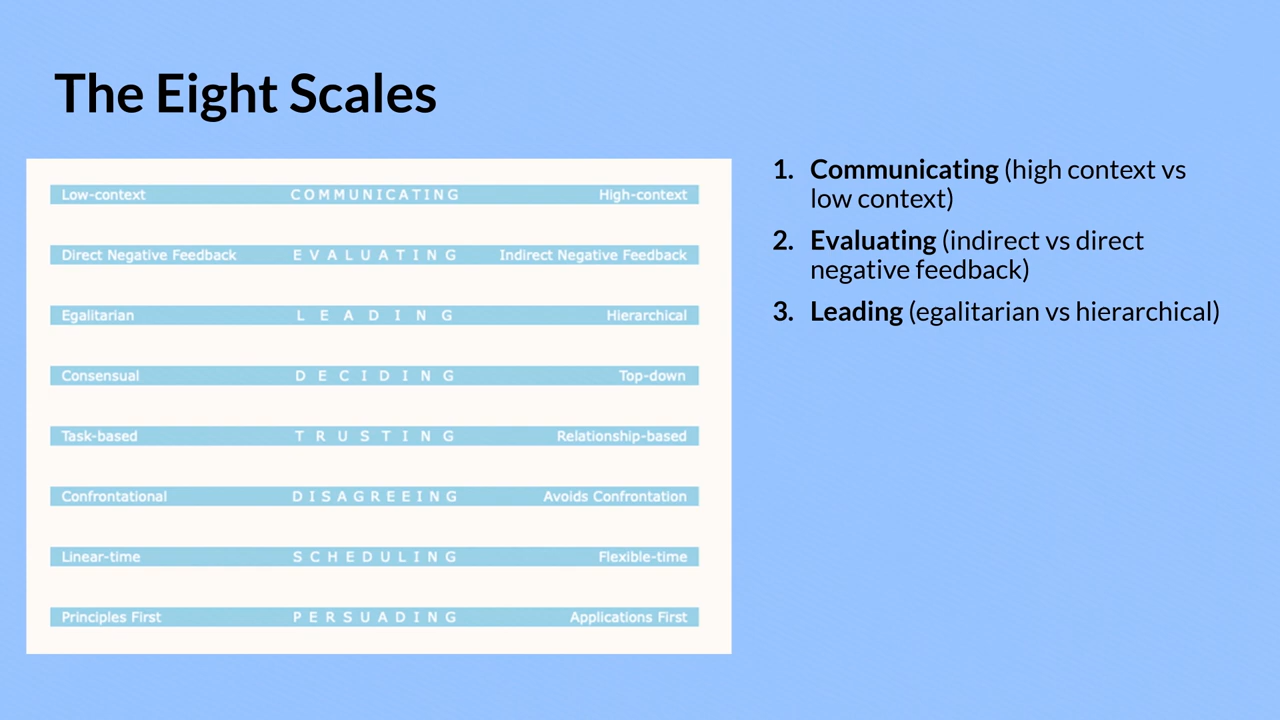 The Eight Scales
Low-context COMMUNICATING High-context
Direct Negative Feedback EVALUATING Indirect Negative Feedback
Egalitarian LEADING Hierarchical
Consensual DECIDING Top-down
Task-based TRUSTING Relationship-based
Confrontational DISAGREEING Avoids Confrontation
Linear-time SCHEDULING Flexible-time
Principles First PERSUADING Applications First
1. Communicating (high context vs
low context)
2. Evaluating (indirect vs direct
negative feedback)
3. Leading (egalitarian vs hierarchical)